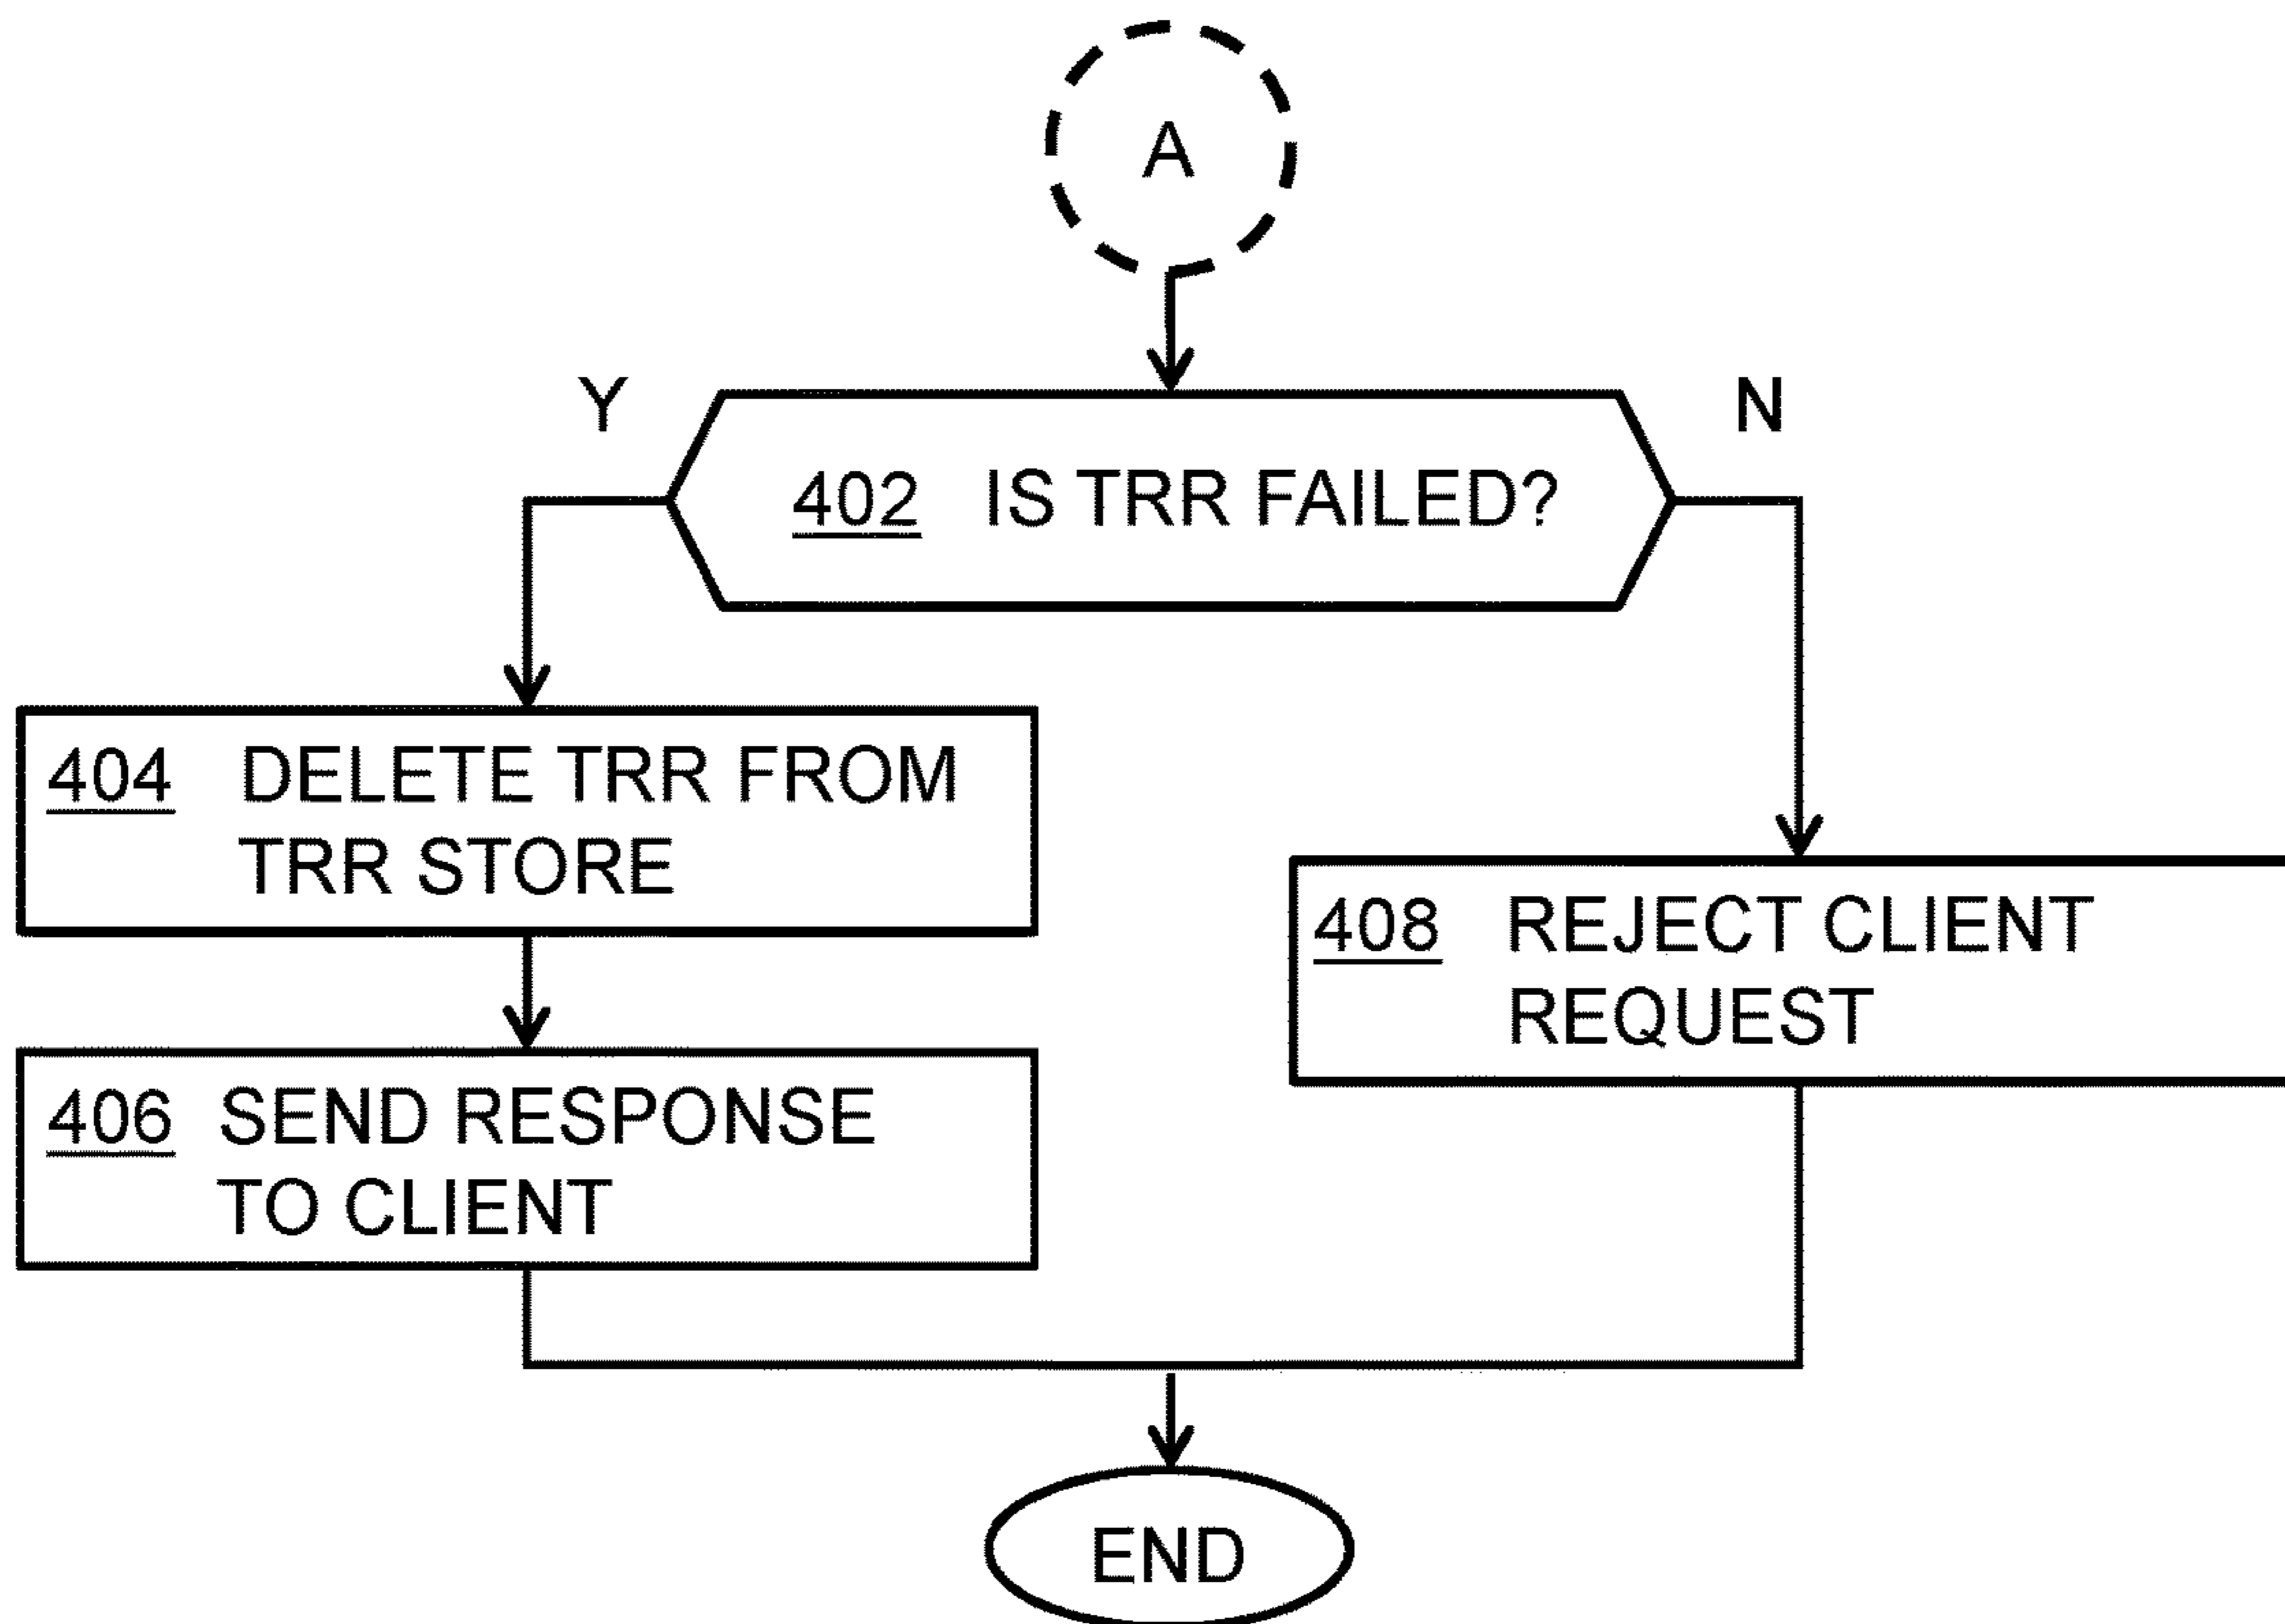 A
Y
N
402 IS TRR FAILED?
404 DELETE TRR FROM
TRR STORE
408 REJECT CLIENT
REQUEST
406 SEND RESPONSE
TO CLIENT
END